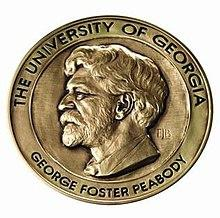 THE UNIVERSITY OF GEORGIA
GEORGE FOSTER PEABODY